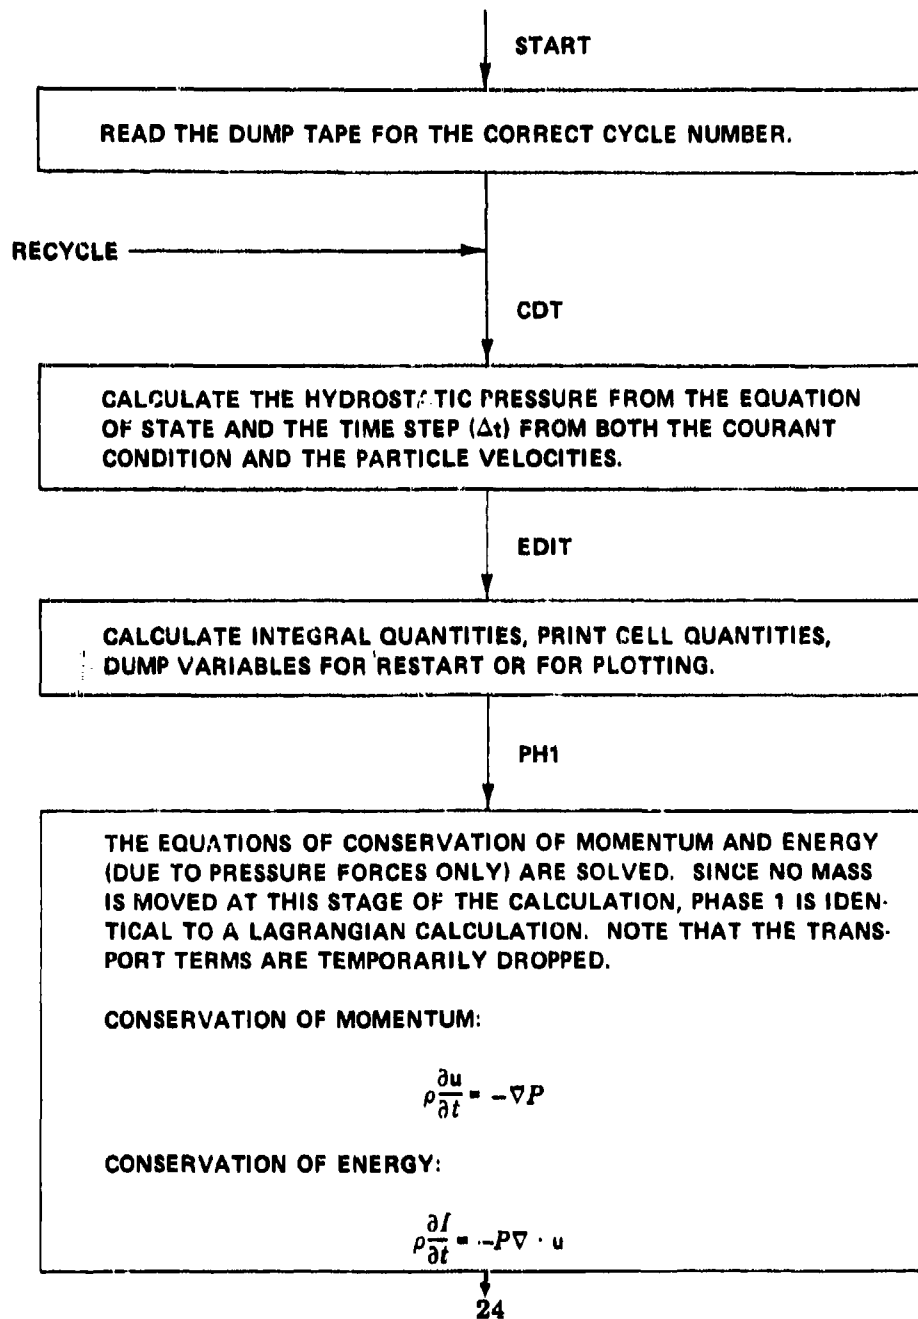 START
READ THE DUMP TAPE FOR THE CORRECT CYCLE NUMBER.
RECYCLE
CDT
CALCULATE THE HYDROSTATIC PRESSURE FROM THE EQUATION
OF STATE AND THE TIME STEP (Δt) FROM BOTH THE COURANT
CONDITION AND THE PARTICLE VELOCITIES.
EDIT
CALCULATE INTEGRAL QUANTITIES, PRINT CELL QUANTITIES,
DUMP VARIABLES FOR RESTART OR FOR PLOTTING.
PH1
THE EQUATIONS OF CONSERVATION OF MOMENTUM AND ENERGY
(DUE TO PRESSURE FORCES ONLY) ARE SOLVED. SINCE NO MASS
IS MOVED AT THIS STAGE OF THE CALCULATION, PHASE 1 IS IDEN-
TICAL TO A LAGRANGIAN CALCULATION. NOTE THAT THE TRANS-
PORT TERMS ARE TEMPORARILY DROPPED.
CONSERVATION OF MOMENTUM:
ρ ∂u/∂t = -∇P
CONSERVATION OF ENERGY:
ρ ∂I/∂t = -P∇ · u
24